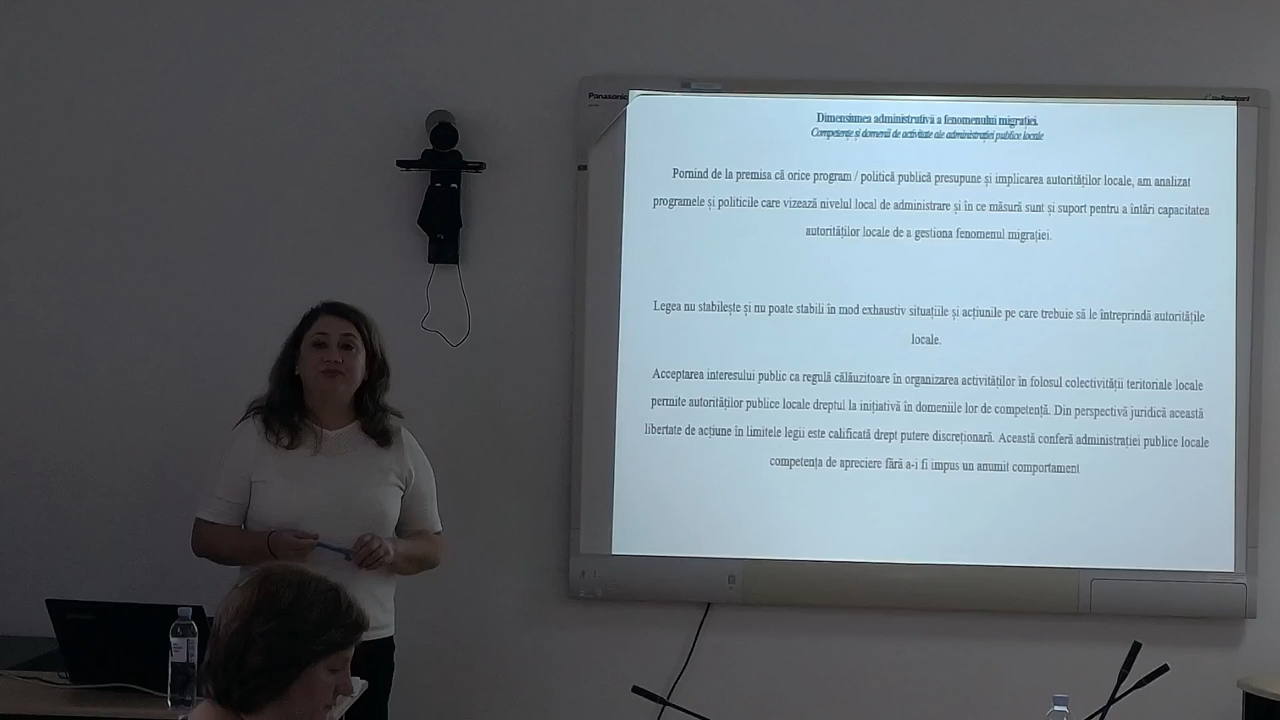 Panasonic
Dimensiunea administrativă a fenomenului migrației.
Competențe și domenii de activitate ale administrației publice locale
Pornind de la premisa că orice program / politică publică presupune și implicarea autorităților locale, am analizat
programele și politicile care vizează nivelul local de administrare și în ce măsură sunt și suport pentru a întări capacitatea
autorităților locale de a gestiona fenomenul migrației.
Legea nu stabilește și nu poate stabili în mod exhaustiv situațiile și acțiunile pe care trebuie să le întreprindă autoritățile
locale.
Acceptarea interesului public ca regulă călăuzitoare în organizarea activităților în folosul colectivității teritoriale locale
permite autorităților publice locale dreptul la inițiativă în domeniile lor de competență. Din perspectivă juridică această
libertate de acțiune în limitele legii este calificată drept putere discreționară. Această conferă administrației publice locale
competența de apreciere fără a-i fi impus un anumit comportament